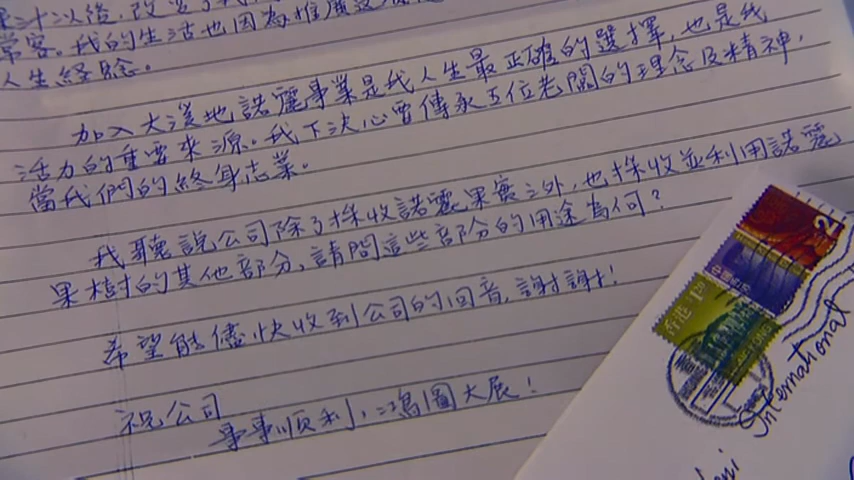 常客。我的生活也因為推廣
人生經驗。
加入大溪地諾麗事業是我人生最正確的選擇，也是我
活力的重要來源。我下決心要傳承五位老闆的理念及精神，
當我們的終身志業。
我聽說公司除了採收諾麗果實之外，也採收並利用諾麗
果樹的其他部分，請問這些部分的用途為何？
希望能儘快收到公司的回音，謝謝！
祝公司
事事順利，鴻圖大展！
2
香港
International